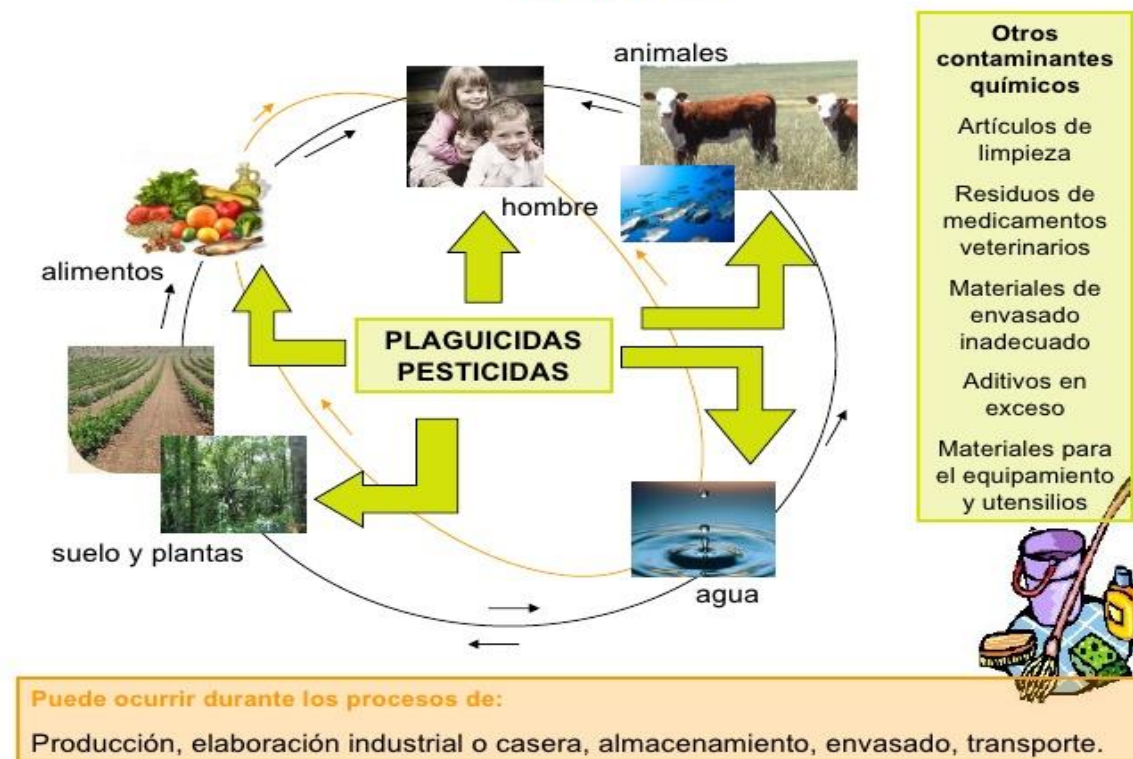 animales
hombre
alimentos
PLAGUICIDAS
PESTICIDAS
suelo y plantas
agua
Otros
contaminantes
químicos
Artículos de
limpieza
Residuos de
medicamentos
veterinarios
Materiales de
envasado
inadecuado
Aditivos en
exceso
Materiales para
el equipamiento
y utensilios
Puede ocurrir durante los procesos de:
Producción, elaboración industrial o casera, almacenamiento, envasado, transporte.